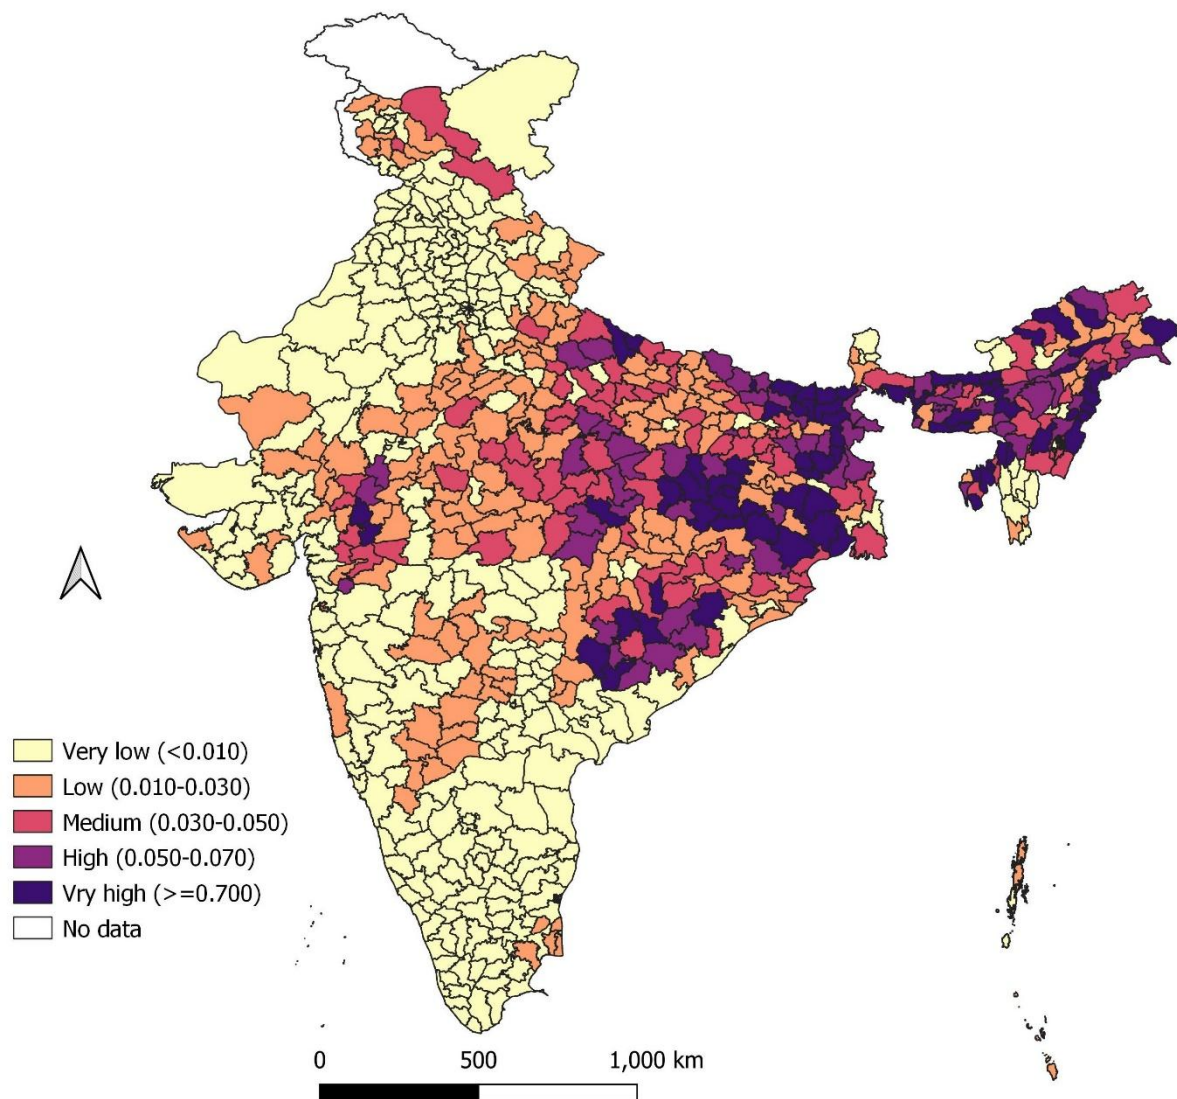 Very low (<0.010)
Low (0.010-0.030)
Medium (0.030-0.050)
High (0.050-0.070)
Vry high (>=0.700)
No data
0 500 1,000 km